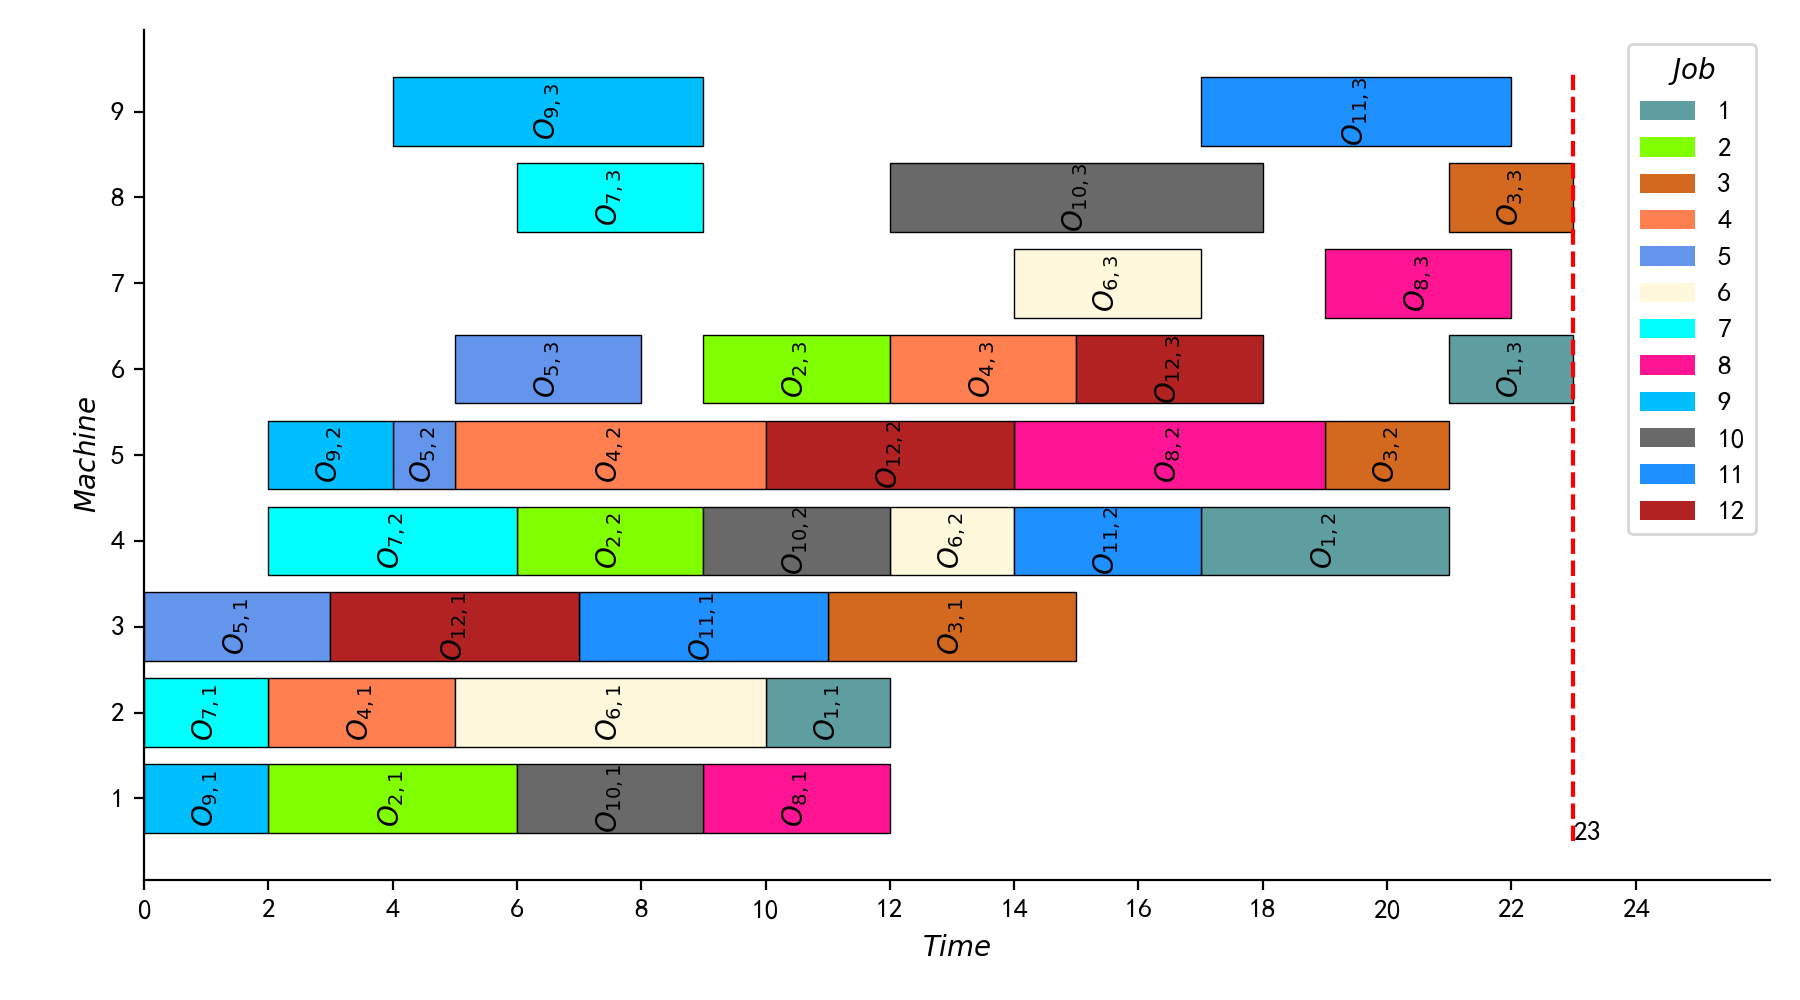 Job
1
2
3
4
5
6
7
8
9
10
11
12
Machine
9
8
7
6
5
4
3
2
1
O9,3
O11,3
O7,3
O10,3
O3,3
O6,3
O8,3
O5,3
O2,3
O4,3
O12,3
O1,3
O9,2
O5,2
O4,2
O12,2
O8,2
O3,2
O7,2
O2,2
O10,2
O6,2
O11,2
O1,2
O5,1
O12,1
O11,1
O3,1
O7,1
O4,1
O6,1
O1,1
O9,1
O2,1
O10,1
O8,1
23
0 2 4 6 8 10 12 14 16 18 20 22 24
Time